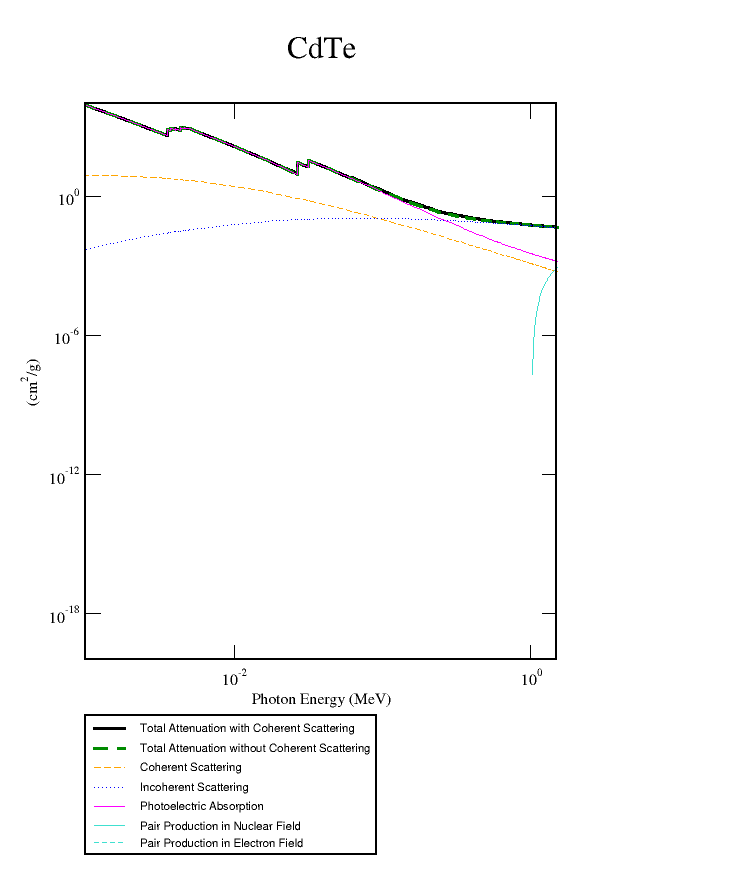 CdTe
10^0
10^-6
(cm^2/g)
10^-12
10^-18
10^-2
10^0
Photon Energy (MeV)
Total Attenuation with Coherent Scattering
Total Attenuation without Coherent Scattering
Coherent Scattering
Incoherent Scattering
Photoelectric Absorption
Pair Production in Nuclear Field
Pair Production in Electron Field